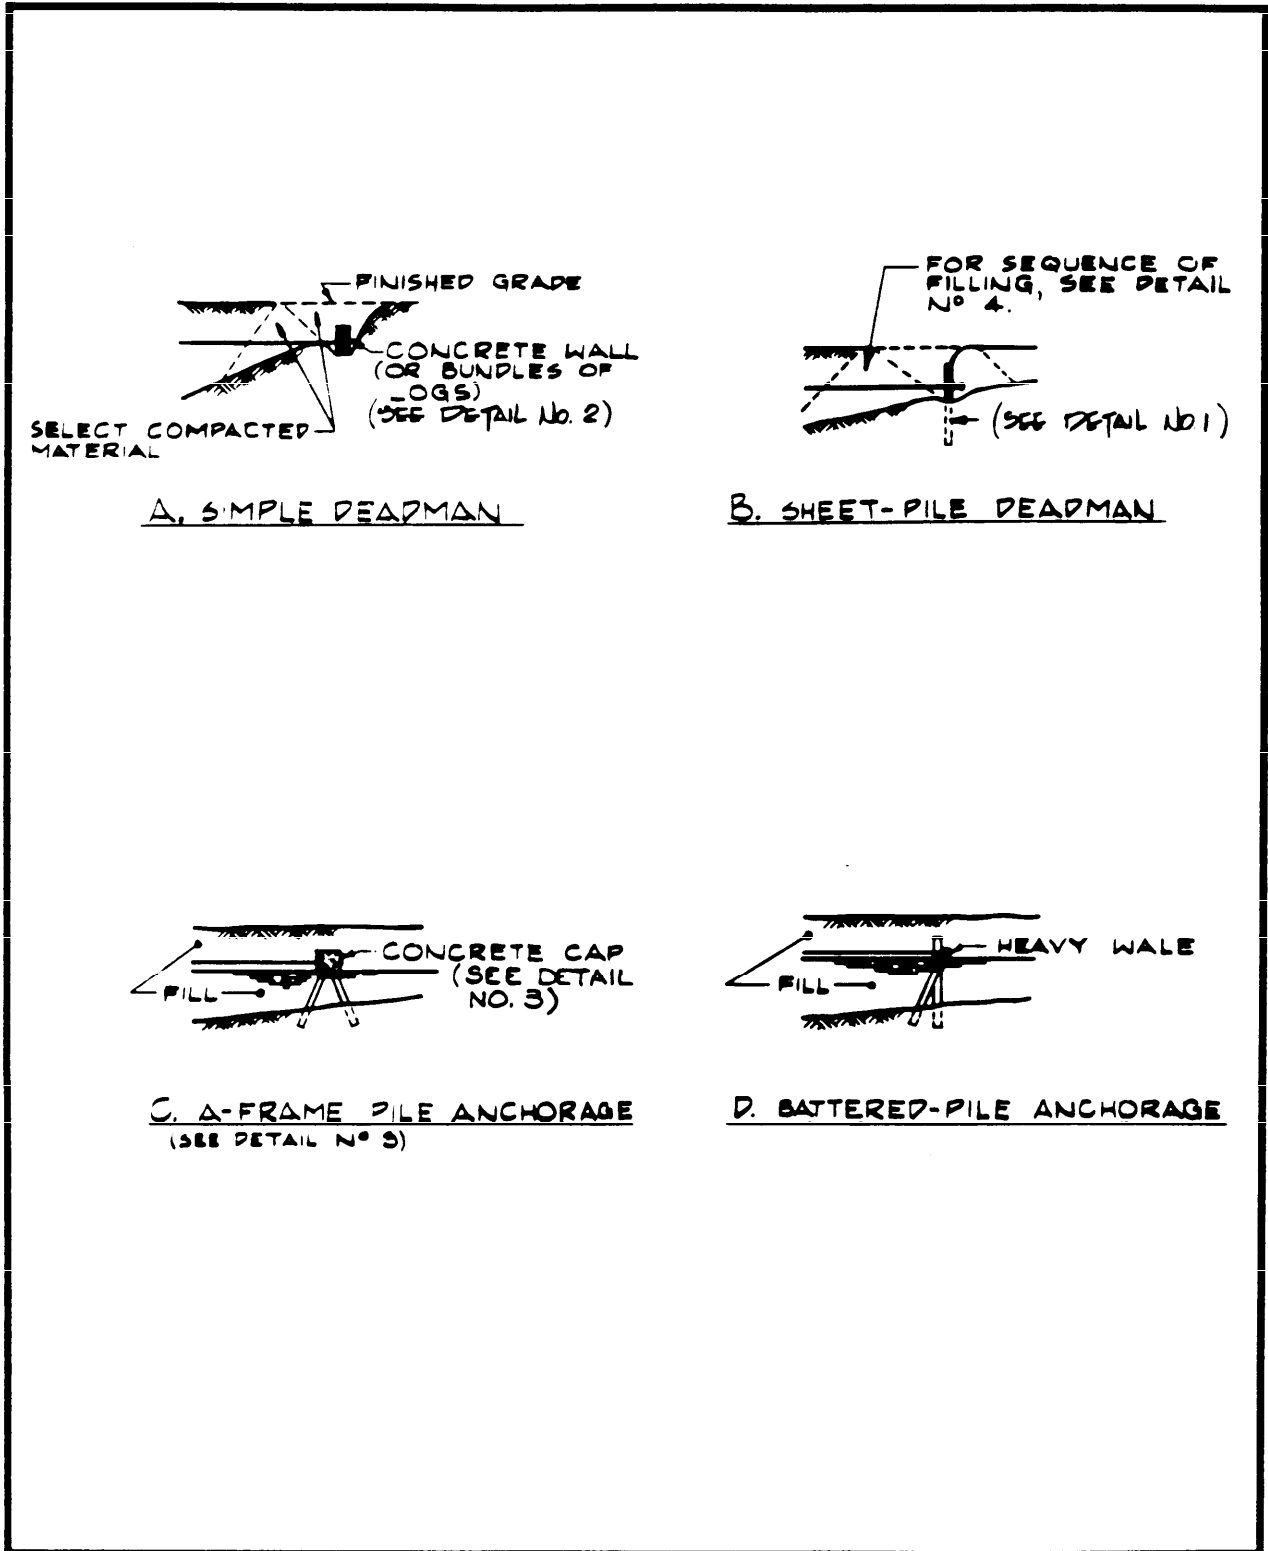 FINISHED GRADE
CONCRETE WALL
(OR BUNDLES OF
_OGS)
(SEE DETAIL No. 2)
SELECT COMPACTED
MATERIAL
A. SIMPLE DEADMAN
FOR SEQUENCE OF
FILLING, SEE DETAIL
Nº 4.
(SEE DETAIL NO. 1)
B. SHEET-PILE DEADMAN
CONCRETE CAP
(SEE DETAIL
NO. 3)
FILL
C. A-FRAME PILE ANCHORAGE
(SEE DETAIL Nº 3)
HEAVY WALE
FILL
D. BATTERED-PILE ANCHORAGE